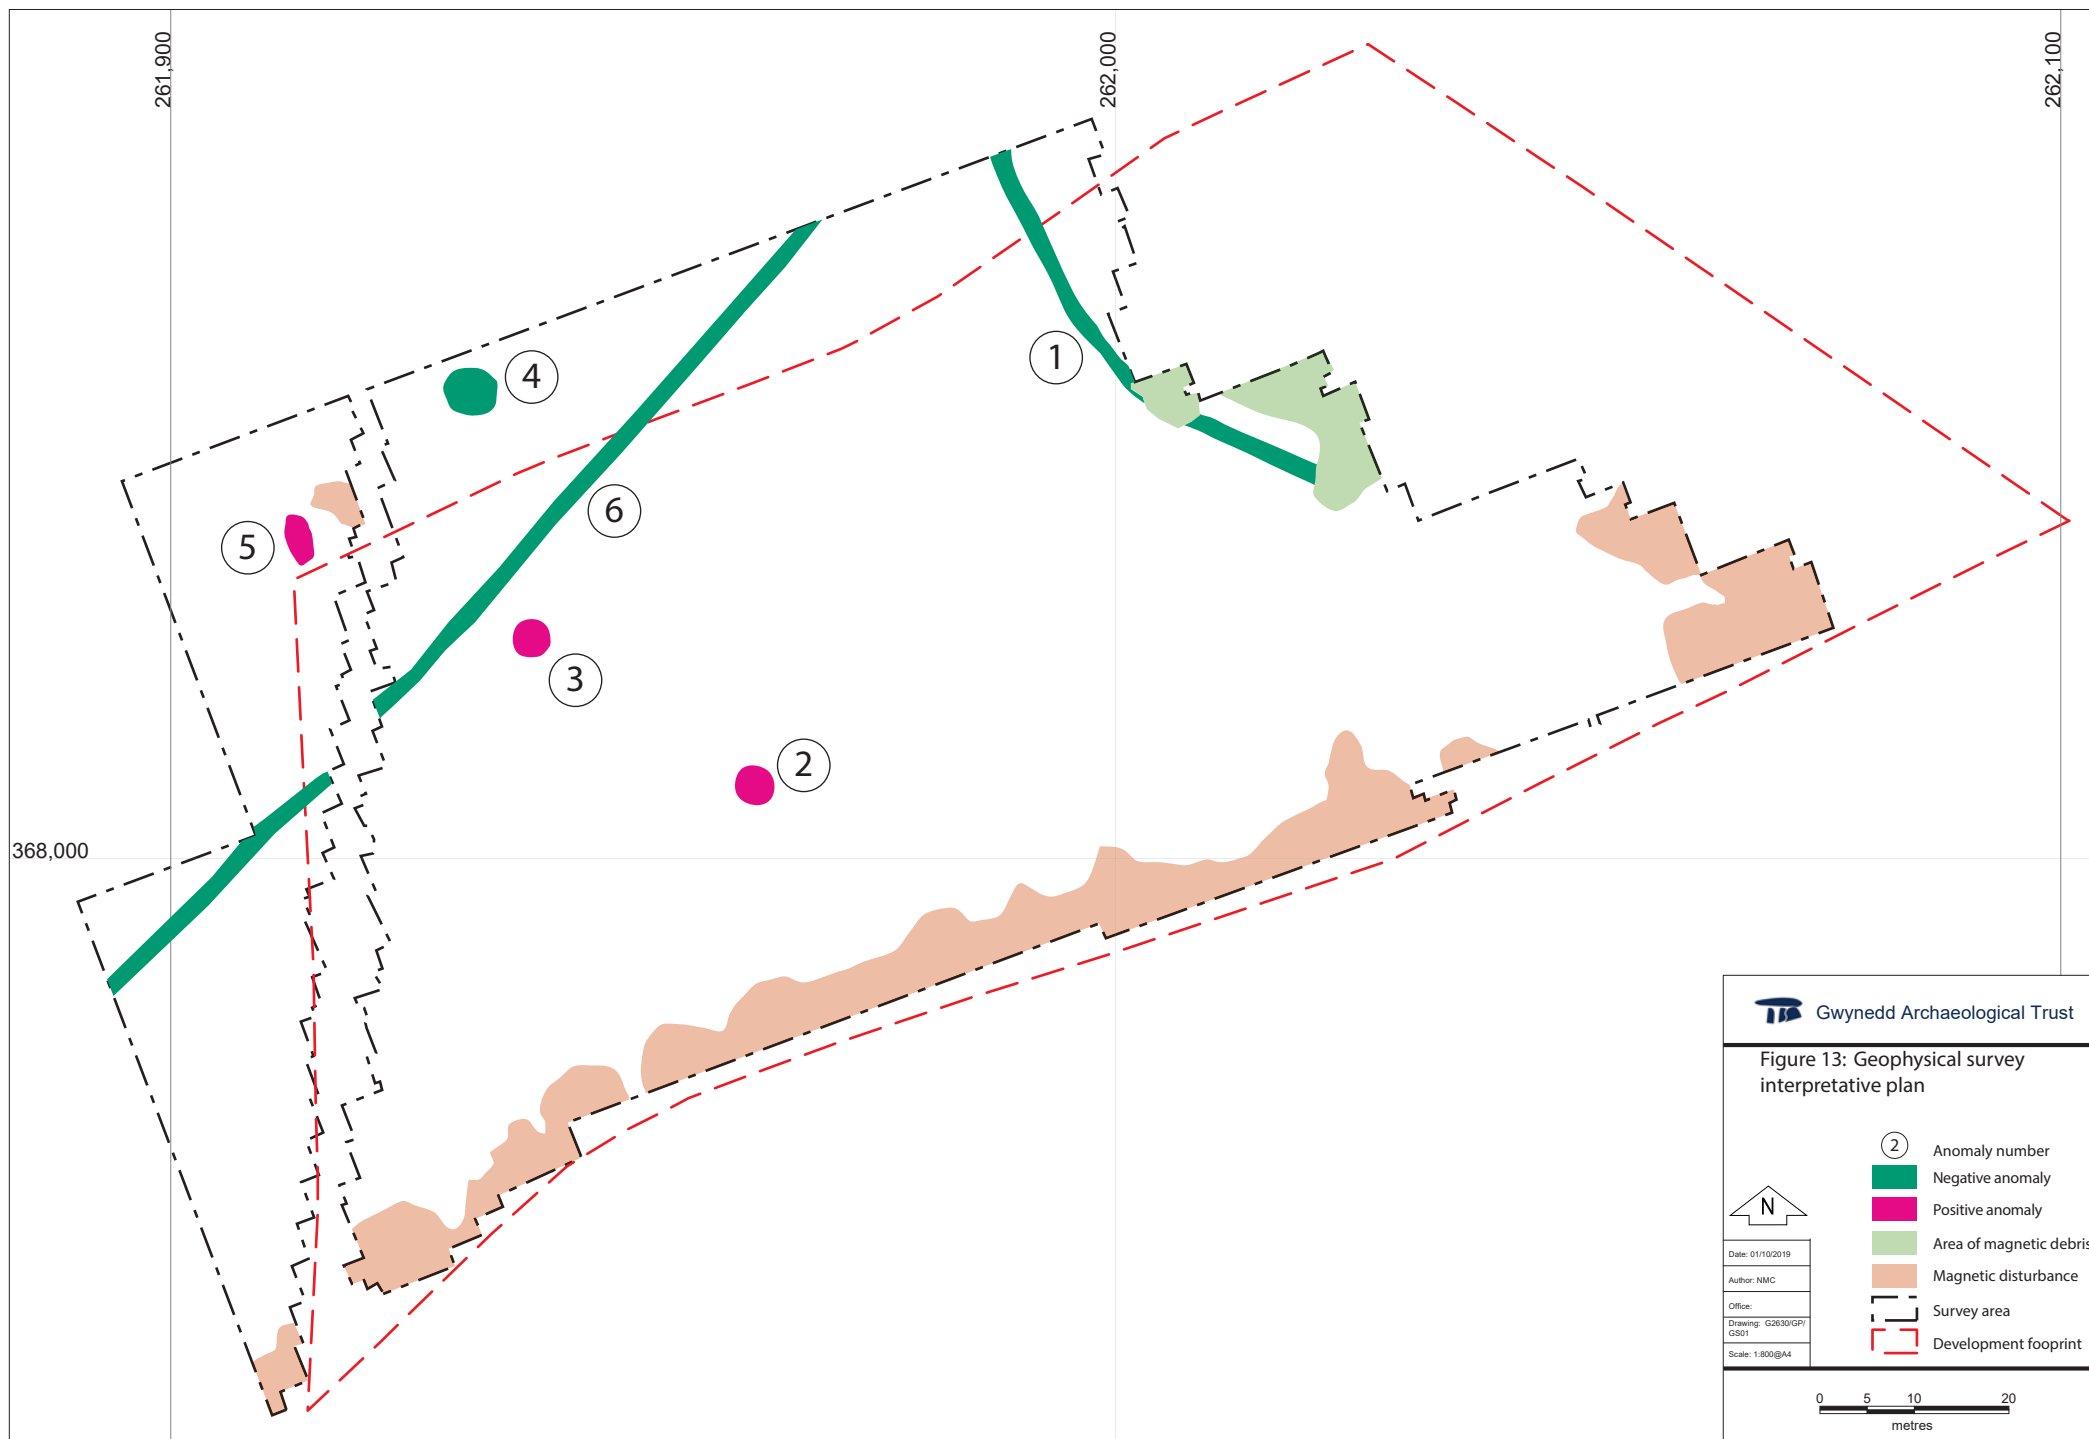 261,900
262,000
262,100
1
4
6
5
3
2
368,000
Gwynedd Archaeological Trust
Figure 13: Geophysical survey
interpretative plan
2 Anomaly number
Negative anomaly
Positive anomaly
N
Area of magnetic debris
Magnetic disturbance
Survey area
Development fooprint
Date: 01/10/2019
Author: NMC
Office:
Drawing: G2630/GP/
GS01
Scale: 1:800@A4
0 5 10 20
metres